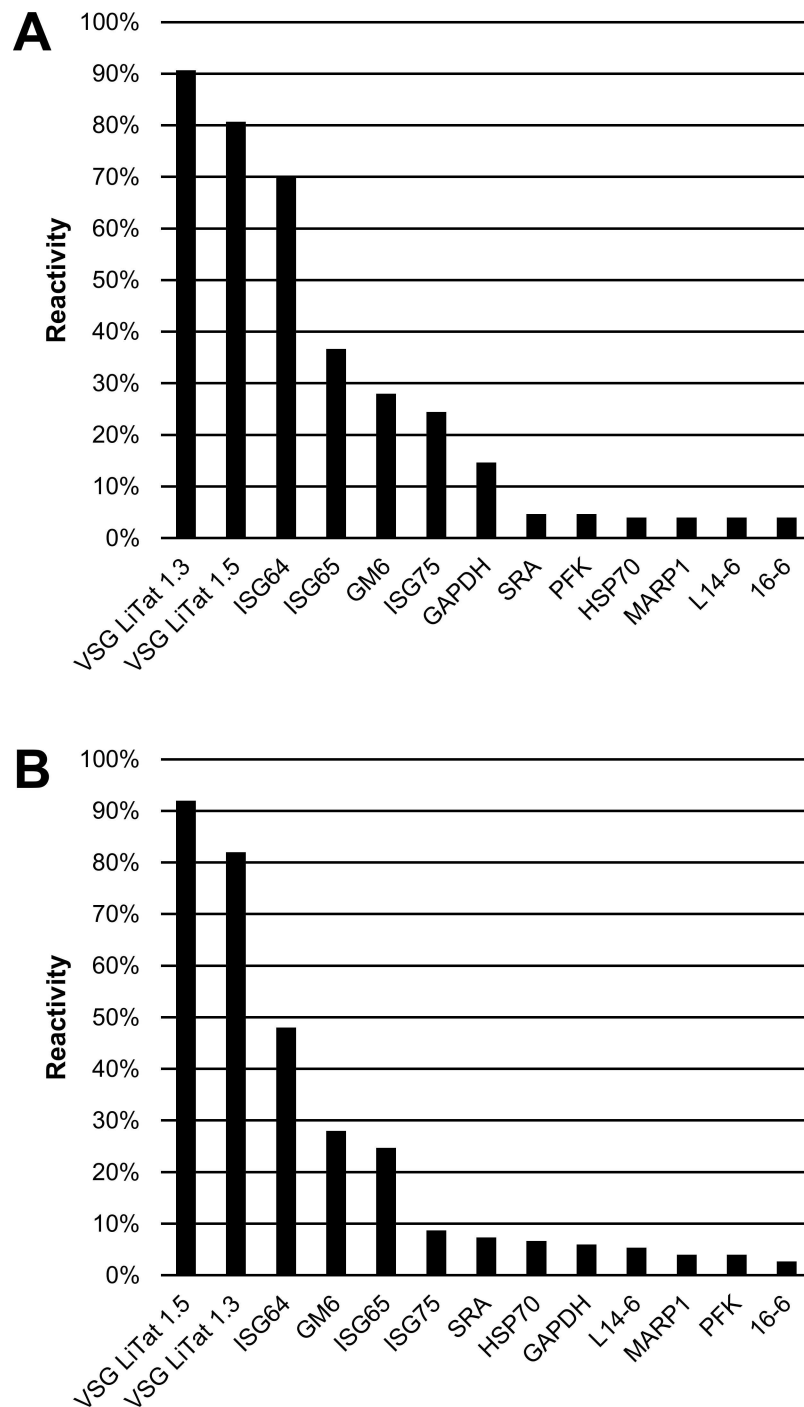 A
Reactivity
100%
90%
80%
70%
60%
50%
40%
30%
20%
10%
0%
VSG LiTat 1.3
VSG LiTat 1.5
ISG64
ISG65
GM6
ISG75
GAPDH
SRA
PFK
HSP70
MARP1
L14-6
16-6
B
Reactivity
100%
90%
80%
70%
60%
50%
40%
30%
20%
10%
0%
VSG LiTat 1.5
VSG LiTat 1.3
ISG64
GM6
ISG65
ISG75
SRA
HSP70
GAPDH
L14-6
MARP1
PFK
16-6